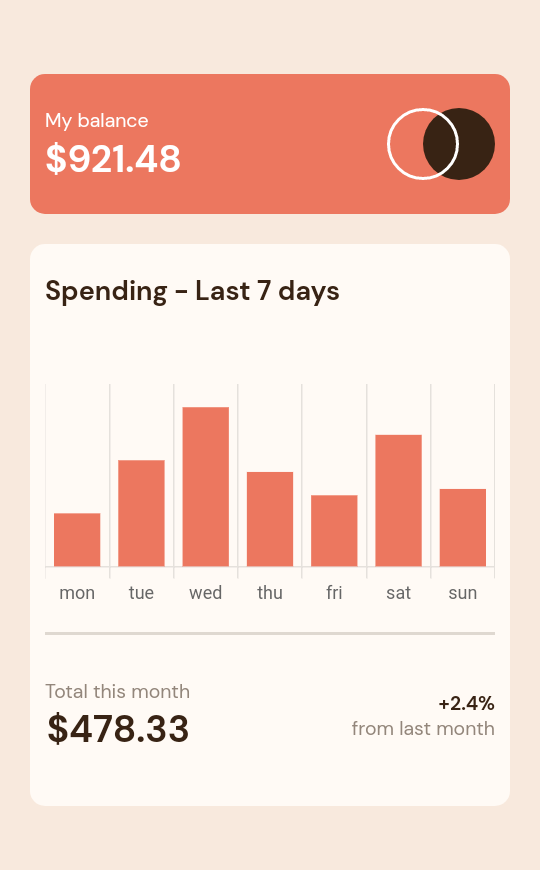 My balance
$921.48
Spending - Last 7 days
mon tue wed thu fri sat sun
Total this month
$478.33
+2.4%
from last month